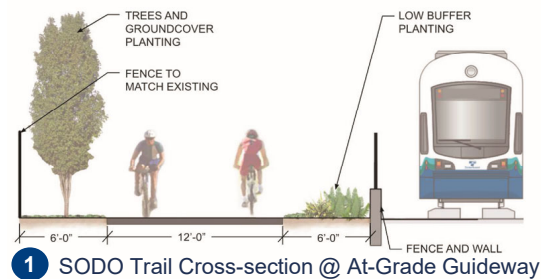 TREES AND
GROUNDCOVER
PLANTING
LOW BUFFER
PLANTING
FENCE TO
MATCH EXISTING
6'-0"
12'-0"
6'-0"
FENCE AND WALL
1 SODO Trail Cross-section @ At-Grade Guideway